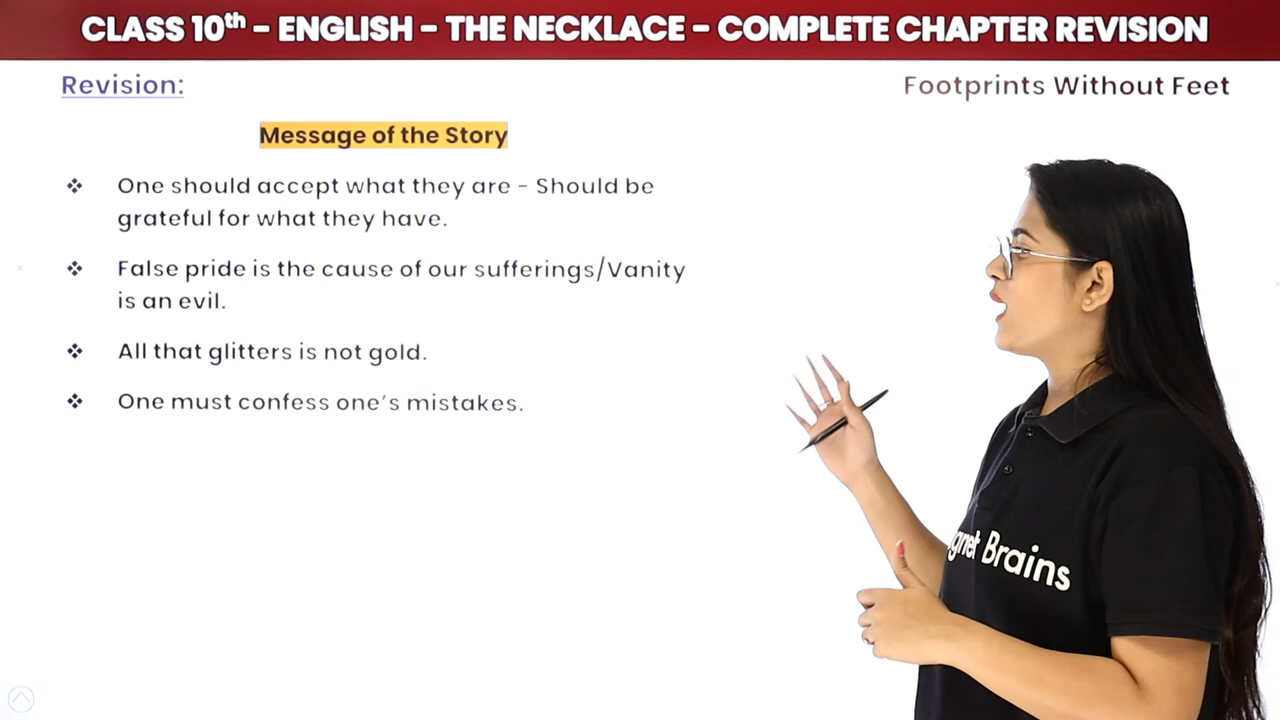 CLASS 10th - ENGLISH - THE NECKLACE - COMPLETE CHAPTER REVISION
Revision:
Footprints Without Feet
Message of the Story
❖ One should accept what they are - Should be
grateful for what they have.
❖ False pride is the cause of our sufferings/Vanity
is an evil.
❖ All that glitters is not gold.
❖ One must confess one's mistakes.
Brains